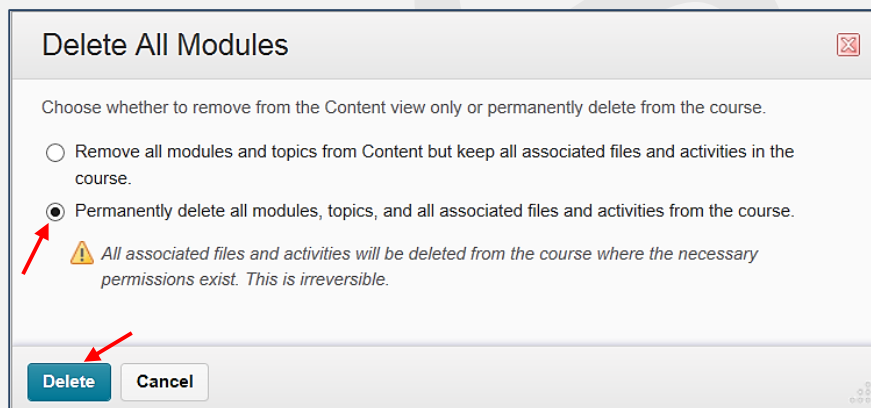 Delete All Modules
Choose whether to remove from the Content view only or permanently delete from the course.
Remove all modules and topics from Content but keep all associated files and activities in the
course.
Permanently delete all modules, topics, and all associated files and activities from the course.
All associated files and activities will be deleted from the course where the necessary
permissions exist. This is irreversible.
Delete Cancel